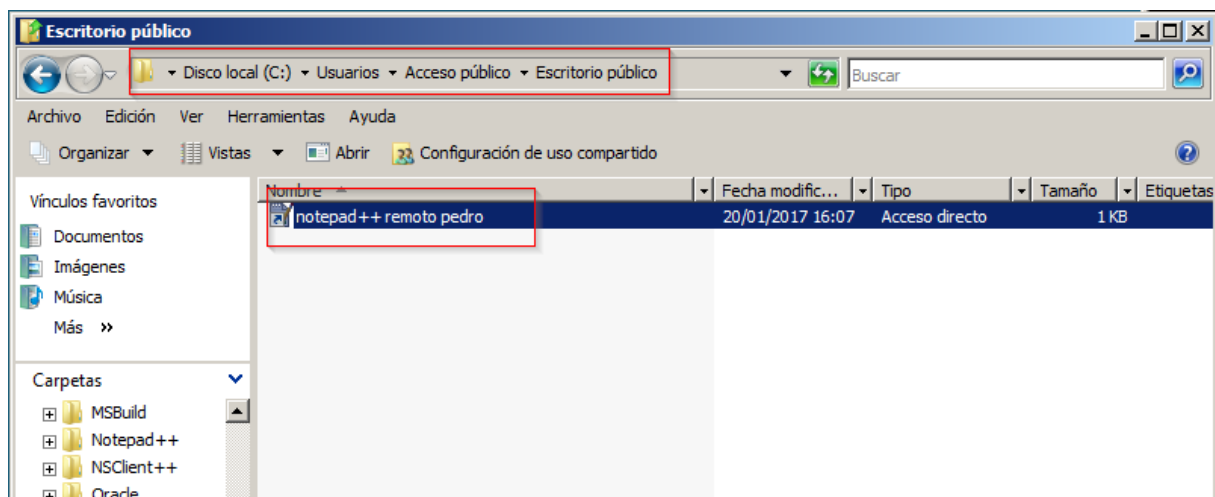 Escritorio público
Disco local (C:) Usuarios Acceso público Escritorio público Buscar
Archivo Edición Ver Herramientas Ayuda
Organizar Vistas Abrir Configuración de uso compartido
Vínculos favoritos
Documentos
Imágenes
Música
Más »
Carpetas
MSBuild
Notepad++
NSClient++
Oracle
Nombre Fecha modific... Tipo Tamaño Etiquetas
notepad++ remoto pedro 20/01/2017 16:07 Acceso directo 1 KB